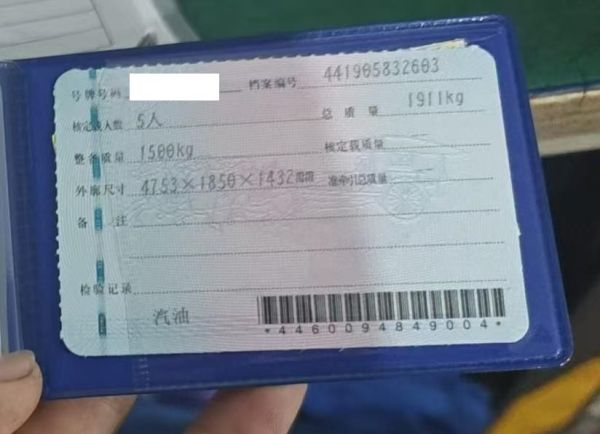 号牌号码 档案编号 441905832603
核定载人数 5人 总质量 1911kg
整备质量 1500kg 核定载质量
外廓尺寸 4753×1850×1432mm 准牵引总质量
备注
检验记录
汽油
*4460094849004*